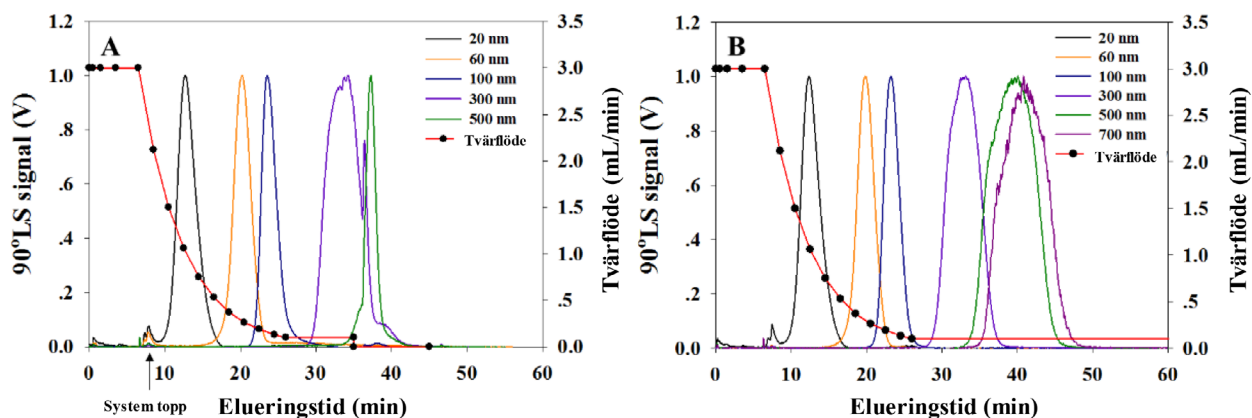 A
20 nm
60 nm
100 nm
300 nm
500 nm
Tvärflöde
90°LS signal (V)
1.2
1.0
.8
.6
.4
.2
0.0
3.5
3.0
2.5
2.0
1.5
1.0
.5
0.0
Tvärflöde (mL/min)
0 10 20 30 40 50 60
System topp
Elueringstid (min)
B
20 nm
60 nm
100 nm
300 nm
500 nm
700 nm
Tvärflöde
90°LS signal (V)
1.2
1.0
.8
.6
.4
.2
0.0
3.5
3.0
2.5
2.0
1.5
1.0
.5
0.0
Tvärflöde (mL/min)
0 10 20 30 40 50 60
Elueringstid (min)